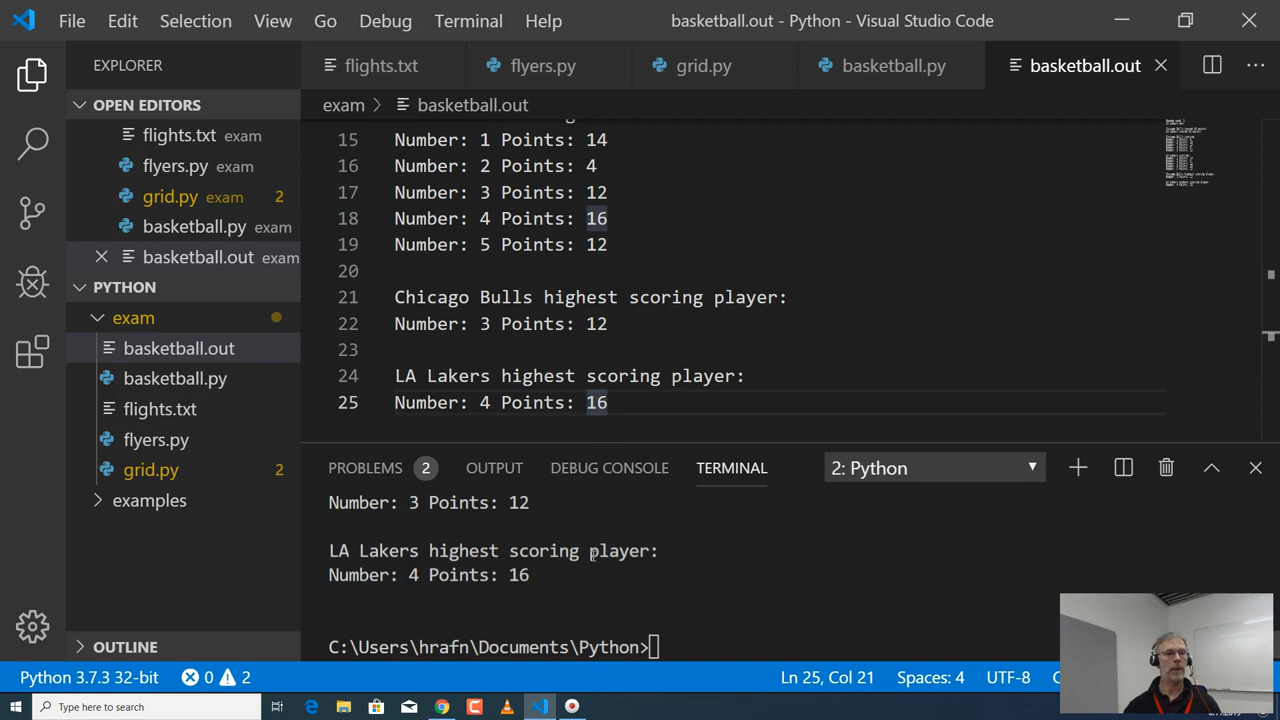 File Edit Selection View Go Debug Terminal Help basketball.out - Python - Visual Studio Code
EXPLORER
flights.txt flyers.py grid.py basketball.py basketball.out
OPEN EDITORS
exam > basketball.out
flights.txt exam
flyers.py exam
grid.py exam 2
basketball.py exam
basketball.out exam
PYTHON
exam
basketball.out
basketball.py
flights.txt
flyers.py
grid.py 2
examples
OUTLINE
15 Number: 1 Points: 14
16 Number: 2 Points: 4
17 Number: 3 Points: 12
18 Number: 4 Points: 16
19 Number: 5 Points: 12
20
21 Chicago Bulls highest scoring player:
22 Number: 3 Points: 12
23
24 LA Lakers highest scoring player:
25 Number: 4 Points: 16
PROBLEMS 2 OUTPUT DEBUG CONSOLE TERMINAL 2: Python
Number: 3 Points: 12
LA Lakers highest scoring player:
Number: 4 Points: 16
C:\Users\hrafn\Documents\Python>
Python 3.7.3 32-bit 0 2 Ln 25, Col 21 Spaces: 4 UTF-8
Type here to search